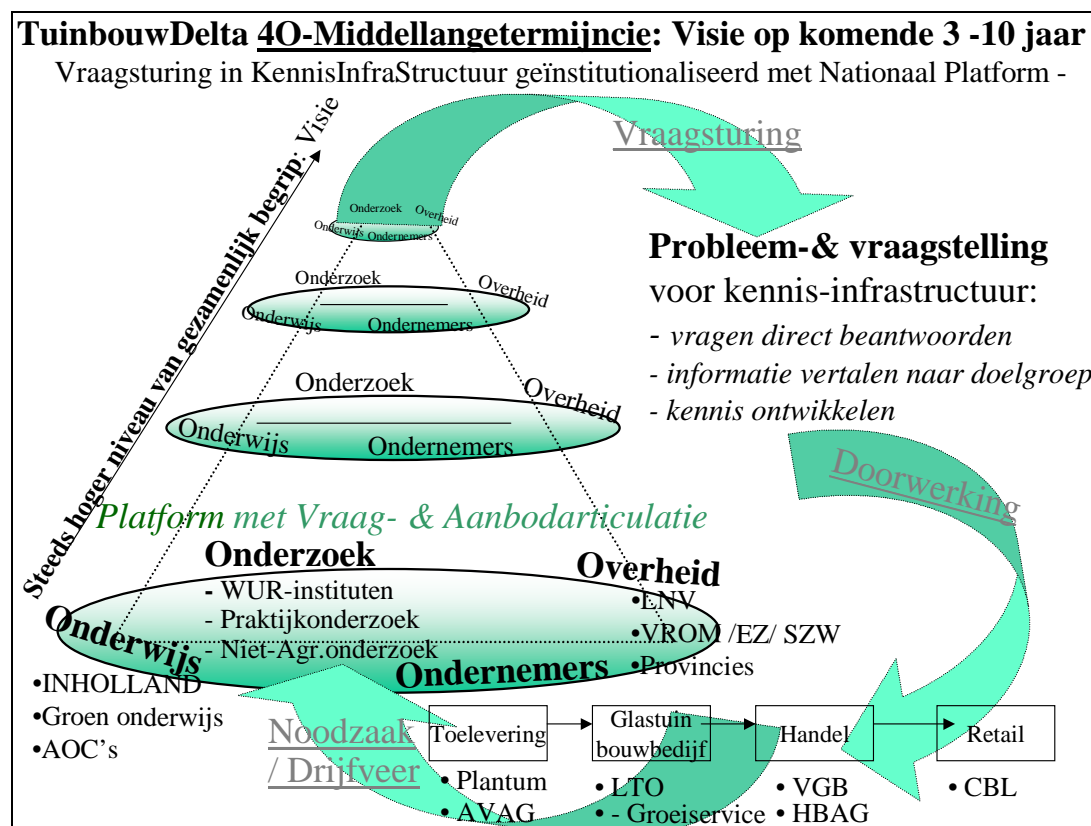 TuinbouwDelta 4O-Middellangetermijncie: Visie op komende 3 -10 jaar
Vraagsturing in KennisInfraStructuur geïnstitutionaliseerd met Nationaal Platform -
Steeds hoger niveau van gezamenlijk begrip: Visie
Vraagsturing
Onderzoek
Overheid
Onderwijs
Ondernemers
Onderzoek
Overheid
Onderwijs
Ondernemers
Onderzoek
Overheid
Onderwijs
Ondernemers
Probleem-& vraagstelling
voor kennis-infrastructuur:
- vragen direct beantwoorden
- informatie vertalen naar doelgroep
- kennis ontwikkelen
Doorwerking
Platform met Vraag- & Aanbodarticulatie
Onderzoek
- WUR-instituten
- Praktijkonderzoek
- Niet-Agr.onderzoek
Overheid
•LNV
•VROM /EZ/ SZW
•Provincies
Onderwijs
•INHOLLAND
•Groen onderwijs
•AOC's
Ondernemers
Noodzaak
/ Drijfveer
Toelevering
• Plantum
• AVAG
Glastuin
bouwbedijf
• LTO
• - Groeiservice
Handel
• VGB
• HBAG
Retail
• CBL